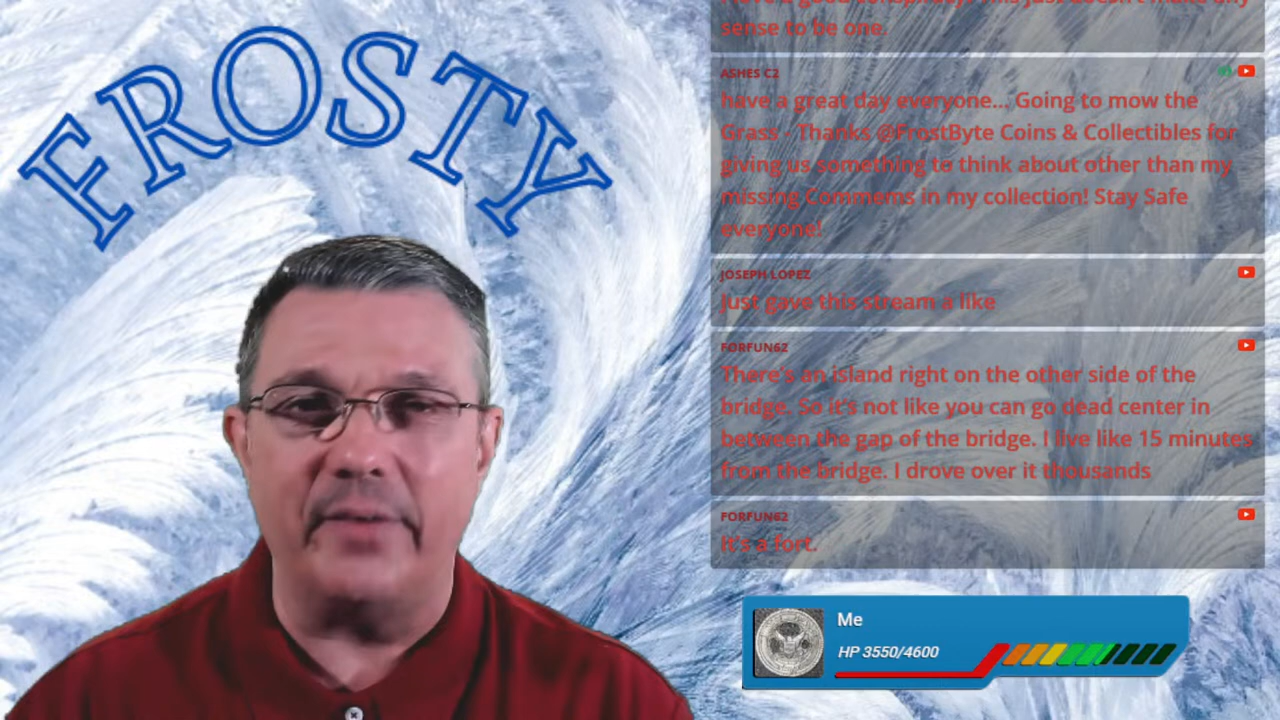 FROSTY
sense to be one.
ASHES C2
have a great day everyone... Going to mow the
Grass - Thanks @FrostByte Coins & Collectibles for
giving us something to think about other than my
missing Commems in my collection! Stay Safe
everyone!
JOSEPH LOPEZ
Just gave this stream a like
FORFUN62
There's an island right on the other side of the
bridge. So it's not like you can go dead center in
between the gap of the bridge. I live like 15 minutes
from the bridge. I drove over it thousands
FORFUN62
It's a fort.
Me
HP 3550/4600